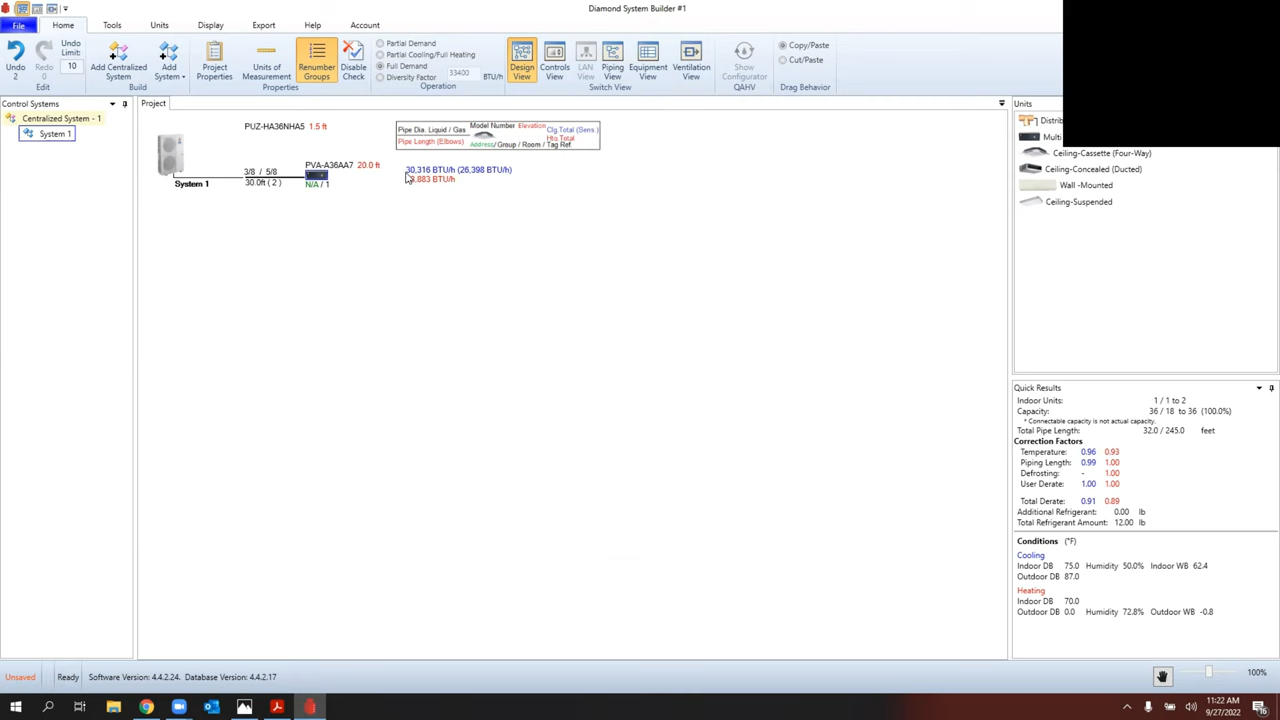 Diamond System Builder #1
File Home Tools Units Display Export Help Account
Undo 2
Redo 0
Undo Limit: 10
Edit
Add Centralized System
Add System
Build
Project Properties
Units of Measurement
Renumber Groups
Disable Check
Properties
Partial Demand
Partial Cooling/Full Heating
Full Demand
Diversity Factor 33400 BTU/h
Operation
Design View
Controls View
LAN View
Piping View
Equipment View
Ventilation View
Switch View
Show Configurator
QAHV
Copy/Paste
Cut/Paste
Drag Behavior
Control Systems
Centralized System - 1
System 1
Project
PUZ-HA36NHA5 1.5 ft
System 1
3/8 / 5/8
30.0ft ( 2 )
PVA-A36AA7 20.0 ft
N/A / 1
Pipe Dia. Liquid / Gas
Pipe Length (Elbows)
Model Number Elevation
Address/ Group / Room / Tag Ref.
Clg.Total (Sens.)
Htg.Total
30,316 BTU/h (26,398 BTU/h)
,883 BTU/h
Units
Multi
Ceiling-Cassette (Four-Way)
Ceiling-Concealed (Ducted)
Wall -Mounted
Ceiling-Suspended
Quick Results
Indoor Units: 1 / 1 to 2
Capacity: 36 / 18 to 36 (100.0%)
* Connectable capacity is not actual capacity.
Total Pipe Length: 32.0 / 245.0 feet
Correction Factors
Temperature: 0.96 0.93
Piping Length: 0.99 1.00
Defrosting: - 1.00
User Derate: 1.00 1.00
Total Derate: 0.91 0.89
Additional Refrigerant: 0.00 lb
Total Refrigerant Amount: 12.00 lb
Conditions (°F)
Cooling
Indoor DB 75.0 Humidity 50.0% Indoor WB 62.4
Outdoor DB 87.0
Heating
Indoor DB 70.0
Outdoor DB 0.0 Humidity 72.8% Outdoor WB -0.8
Unsaved Ready Software Version: 4.4.2.24. Database Version: 4.4.2.17
100%
11:22 AM
9/27/2022